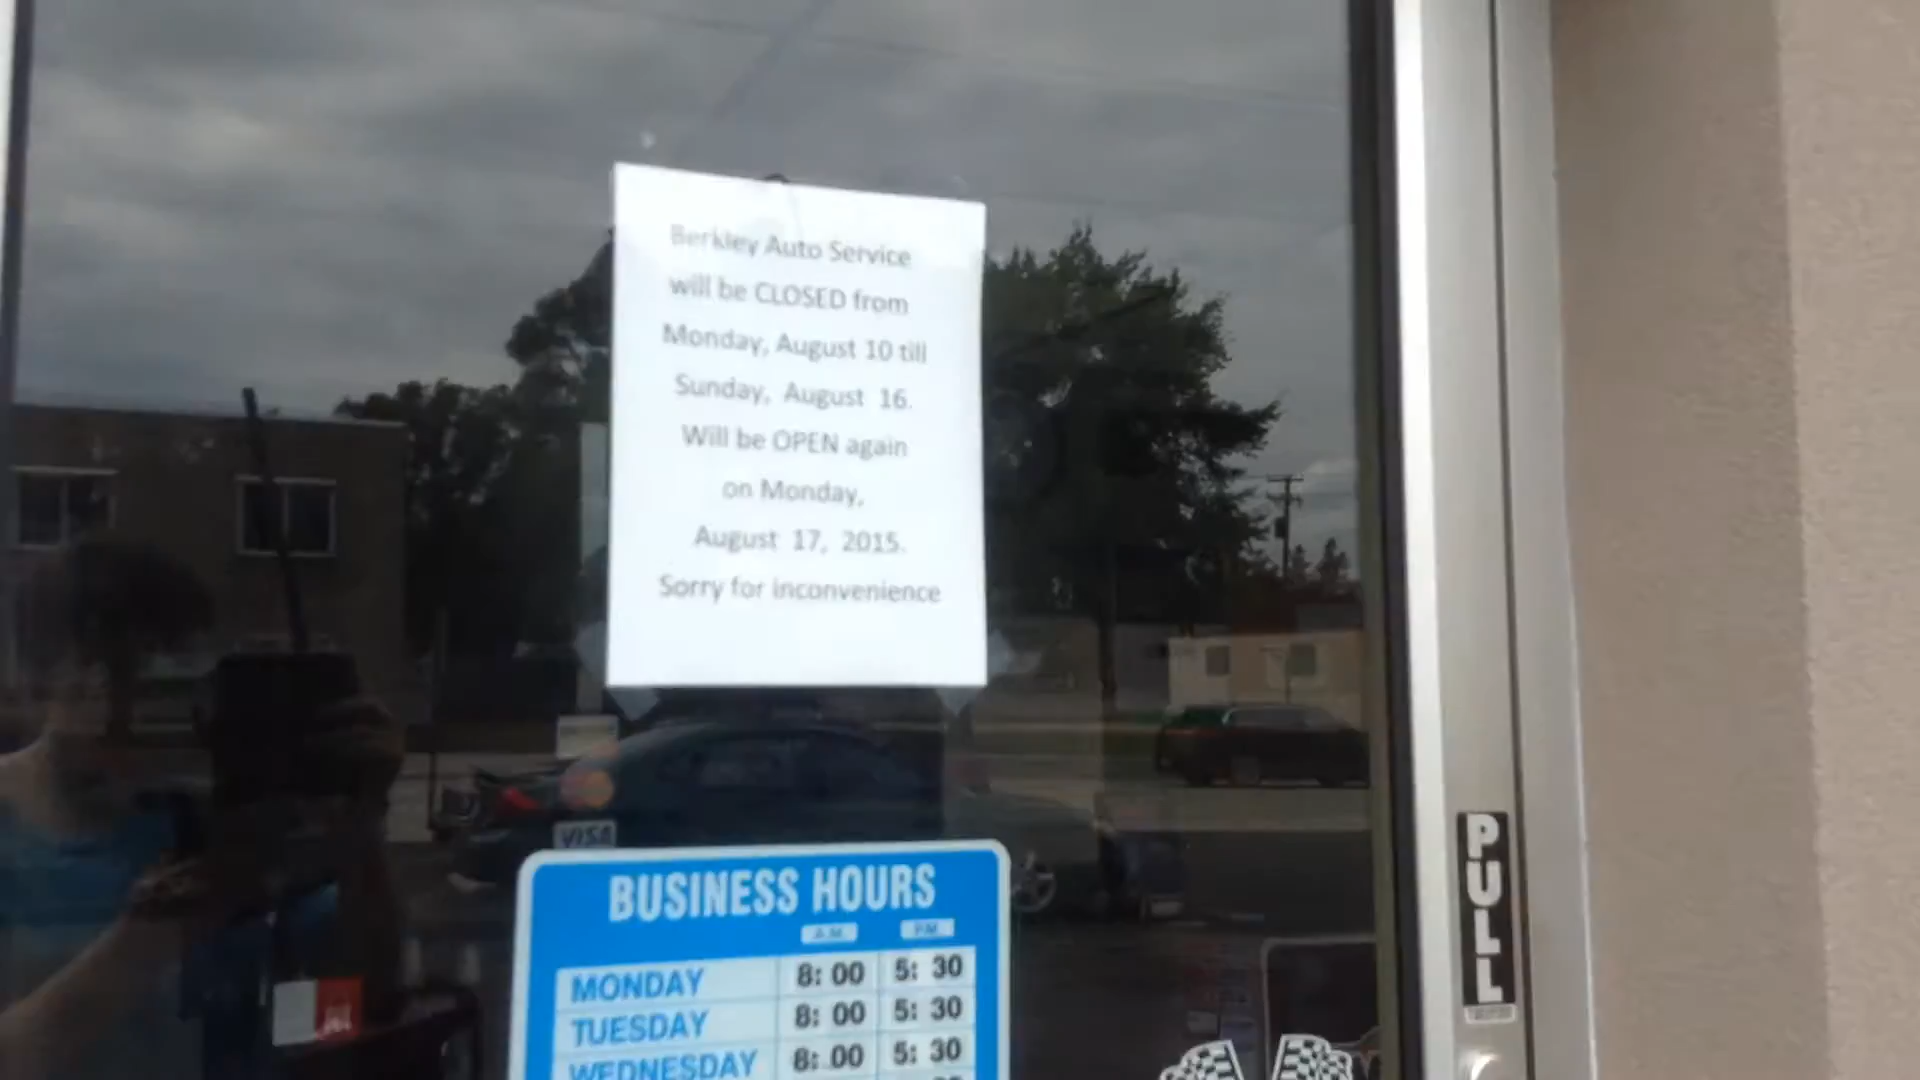 Berkley Auto Service
will be CLOSED from
Monday, August 10 till
Sunday, August 16.
Will be OPEN again
on Monday,
August 17, 2015.
Sorry for inconvenience
VISA
BUSINESS HOURS
A.M. P.M.
MONDAY 8: 00 5: 30
TUESDAY 8: 00 5: 30
WEDNESDAY 8: 00 5: 30
PULL